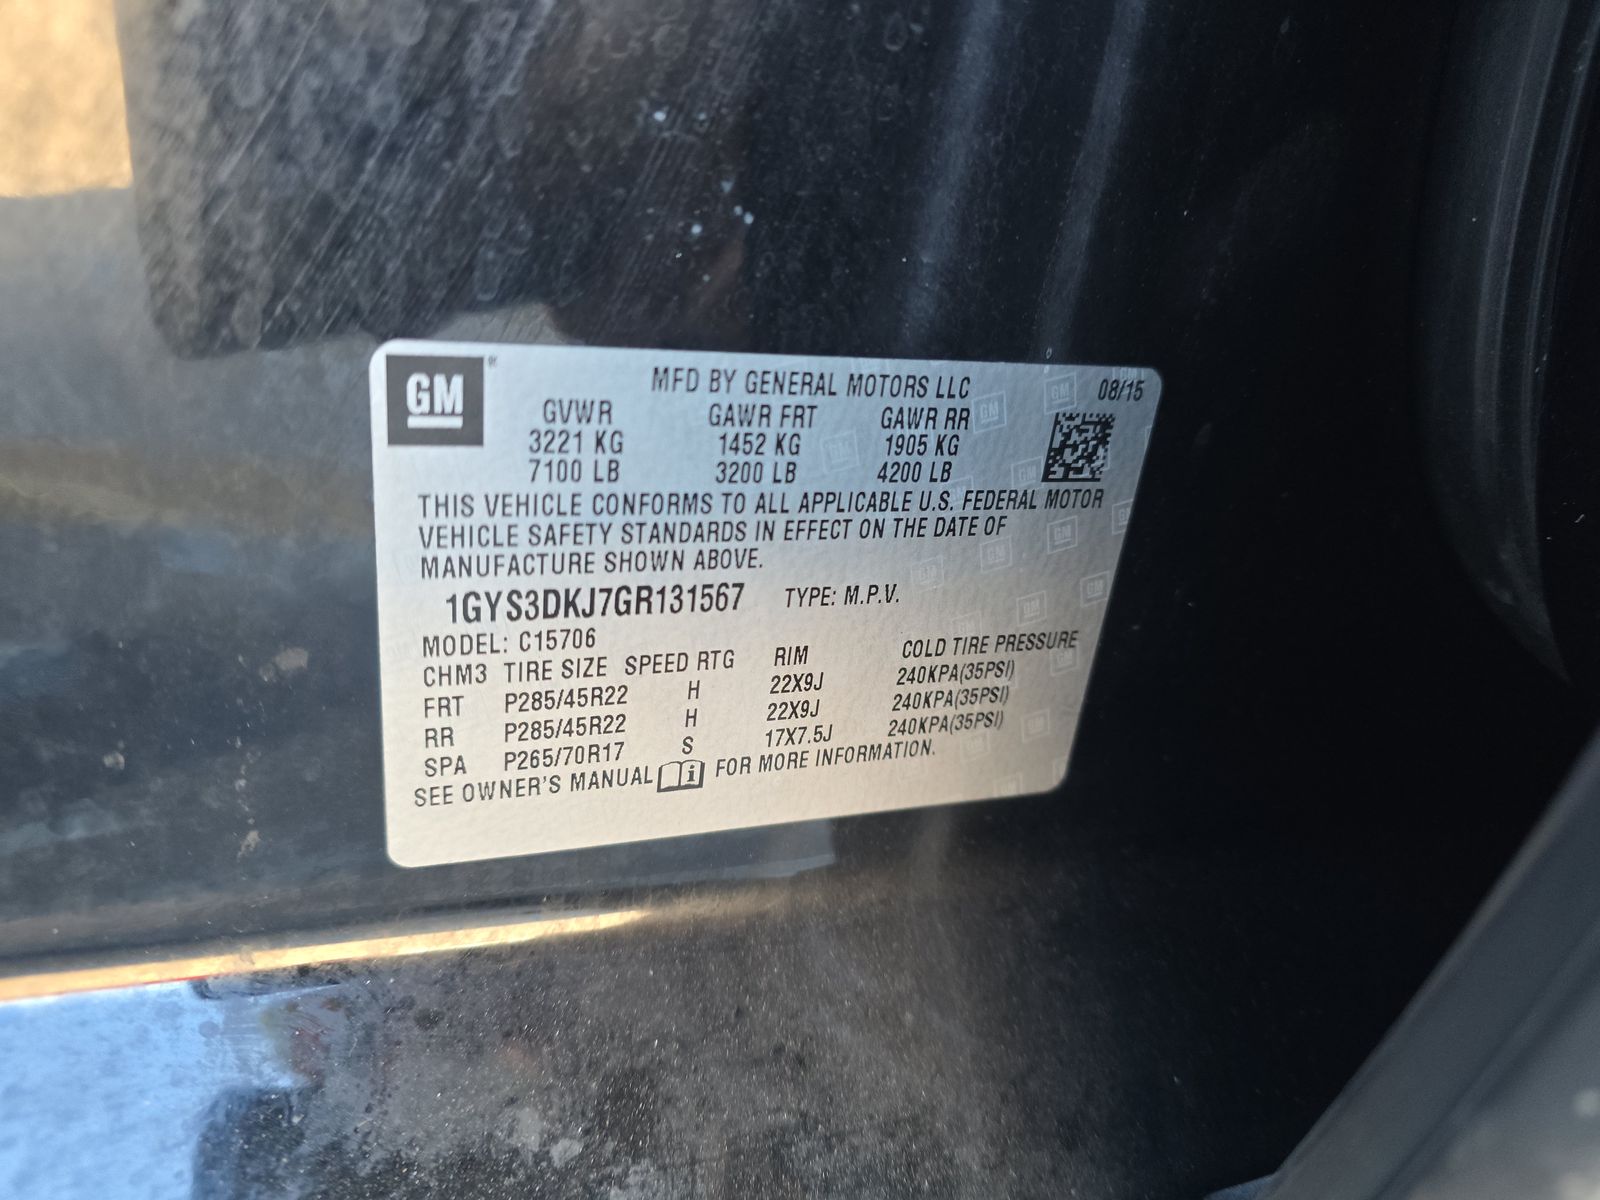 GM
MFD BY GENERAL MOTORS LLC 08/15
GVWR GAWR FRT GAWR RR
3221 KG 1452 KG 1905 KG
7100 LB 3200 LB 4200 LB
THIS VEHICLE CONFORMS TO ALL APPLICABLE U.S. FEDERAL MOTOR
VEHICLE SAFETY STANDARDS IN EFFECT ON THE DATE OF
MANUFACTURE SHOWN ABOVE.
1GYS3DKJ7GR131567 TYPE: M.P.V.
MODEL: C15706
CHM3 TIRE SIZE SPEED RTG RIM COLD TIRE PRESSURE
FRT P285/45R22 H 22X9J 240KPA(35PSI)
RR P285/45R22 H 22X9J 240KPA(35PSI)
SPA P265/70R17 S 17X7.5J 240KPA(35PSI)
SEE OWNER'S MANUAL i FOR MORE INFORMATION.